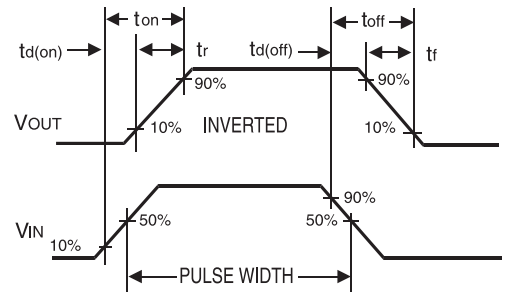 ton
toff
td(on)
tr
td(off)
tf
90%
90%
VOUT
10%
INVERTED
10%
90%
VIN
50%
50%
10%
PULSE WIDTH